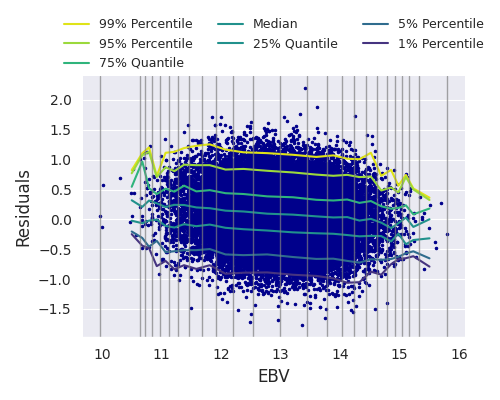 99% Percentile Median 5% Percentile
95% Percentile 25% Quantile 1% Percentile
75% Quantile
2.0
1.5
1.0
0.5
0.0
−0.5
−1.0
−1.5
Residuals
10 11 12 13 14 15 16
EBV